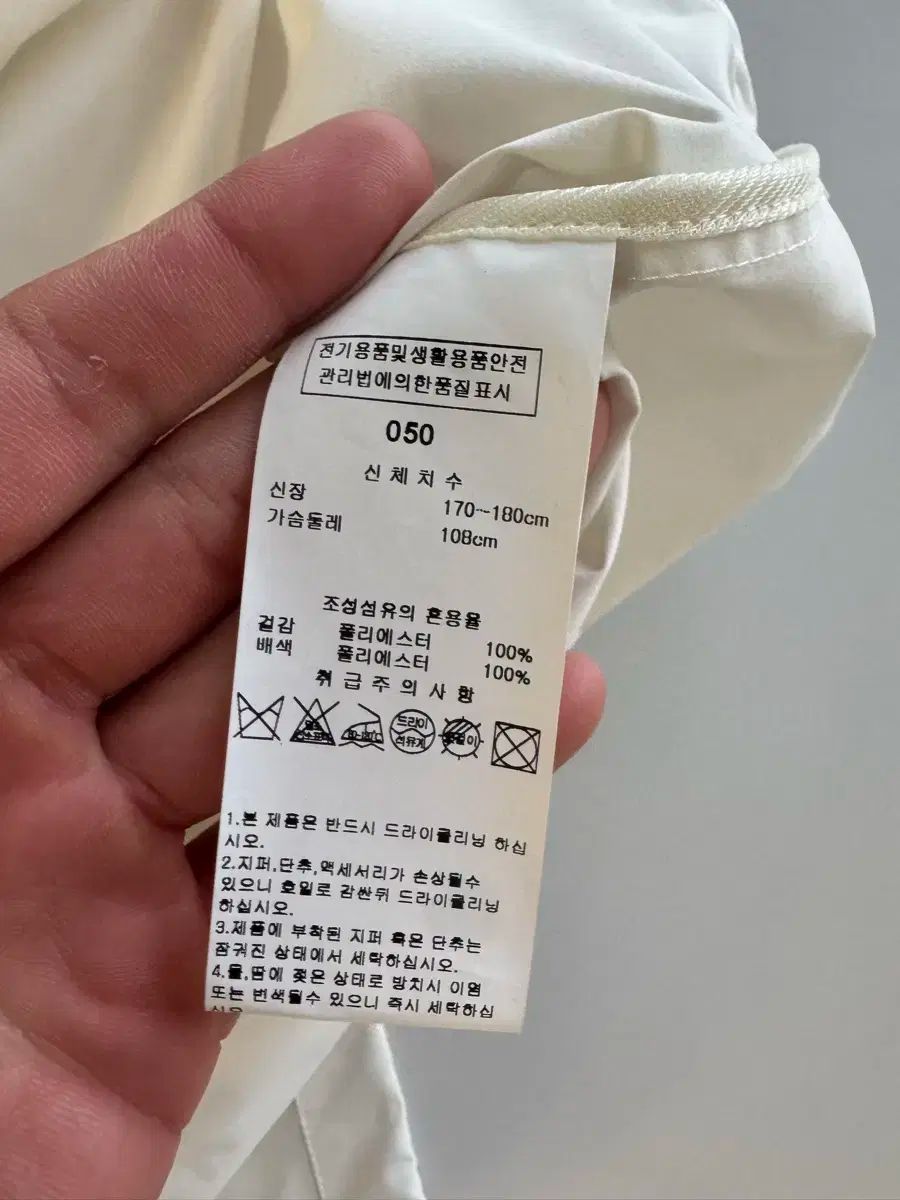 전기용품및생활용품안전
관리법에의한품질표시
050
신체치수
신장 170~180cm
가슴둘레 108cm
조성섬유의 혼용율
겉감 폴리에스터 100%
배색 폴리에스터 100%
취급주의사항
드라이
석유계
1.본 제품은 반드시 드라이클리닝 하십
시오.
2.지퍼,단추,액세서리가 손상될수
있으니 호일로 감싼뒤 드라이클리닝
하십시오.
3.제품에 부착된 지퍼 혹은 단추는
잠궈진 상태에서 세탁하십시오.
4.물,땀에 젖은 상태로 방치시 이염
또는 변색될수 있으니 즉시 세탁하십